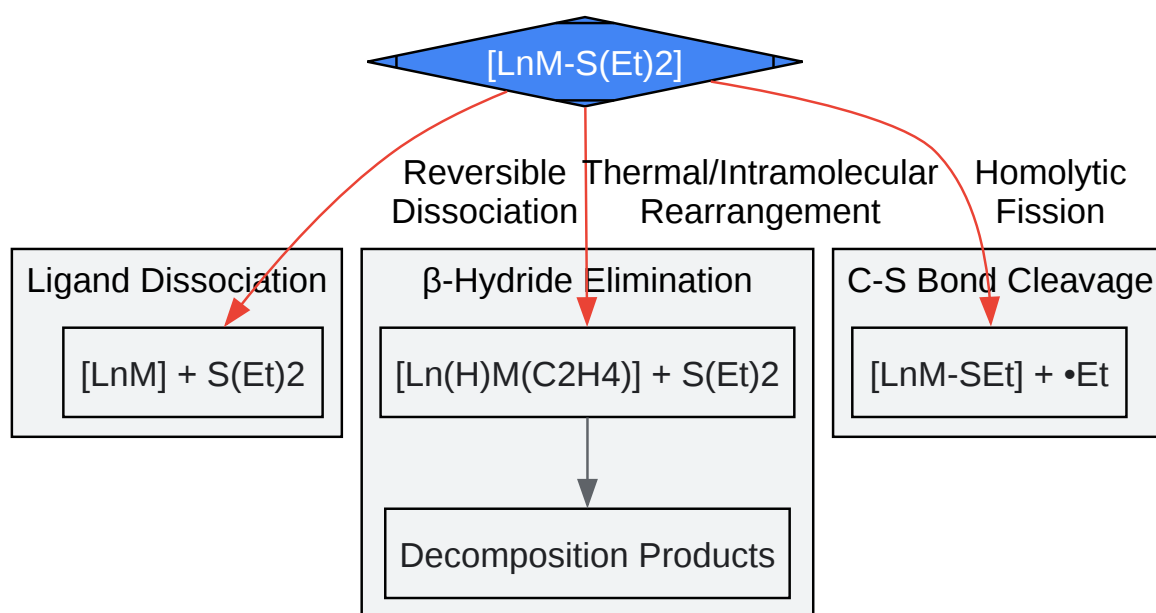 [LnM-S(Et)2]
Reversible
Dissociation
Thermal/Intramolecular
Rearrangement
Homolytic
Fission
Ligand Dissociation
[LnM] + S(Et)2
β-Hydride Elimination
[Ln(H)M(C2H4)] + S(Et)2
Decomposition Products
C-S Bond Cleavage
[LnM-SEt] + •Et